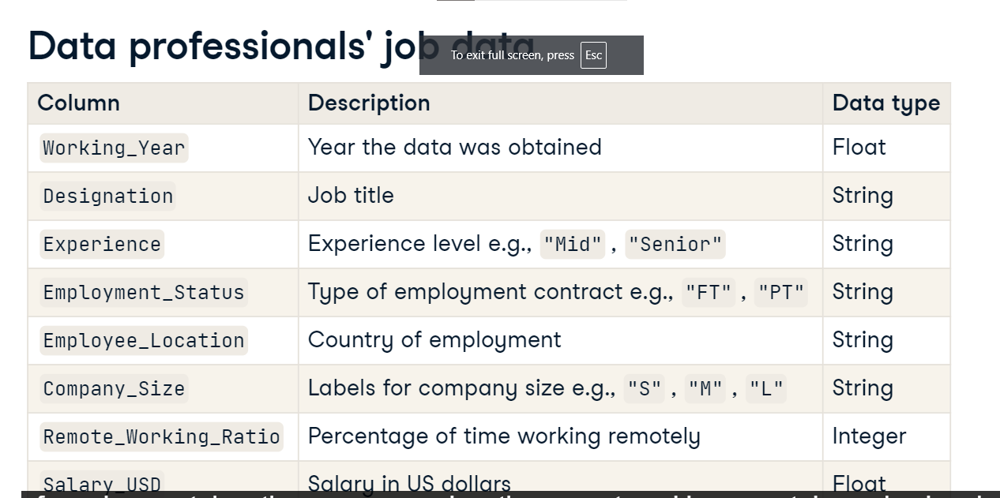 Data professionals' job data
To exit full screen, press Esc
Column Description Data type
Working_Year Year the data was obtained Float
Designation Job title String
Experience Experience level e.g., "Mid" , "Senior" String
Employment_Status Type of employment contract e.g., "FT" , "PT" String
Employee_Location Country of employment String
Company_Size Labels for company size e.g., "S" , "M" , "L" String
Remote_Working_Ratio Percentage of time working remotely Integer
Salary_USD Salary in US dollars Float